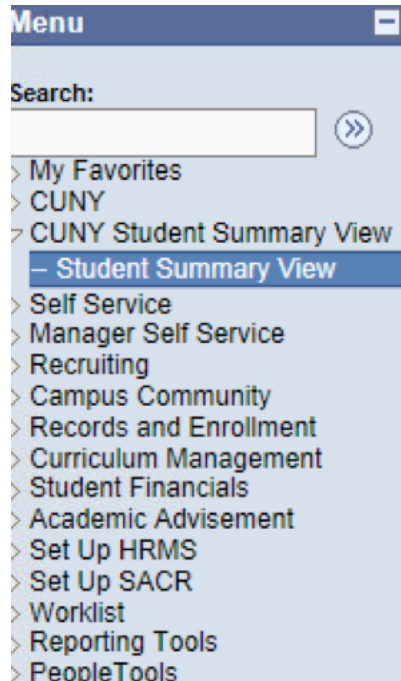 Menu
Search:
My Favorites
CUNY
CUNY Student Summary View
– Student Summary View
Self Service
Manager Self Service
Recruiting
Campus Community
Records and Enrollment
Curriculum Management
Student Financials
Academic Advisement
Set Up HRMS
Set Up SACR
Worklist
Reporting Tools
PeopleTools